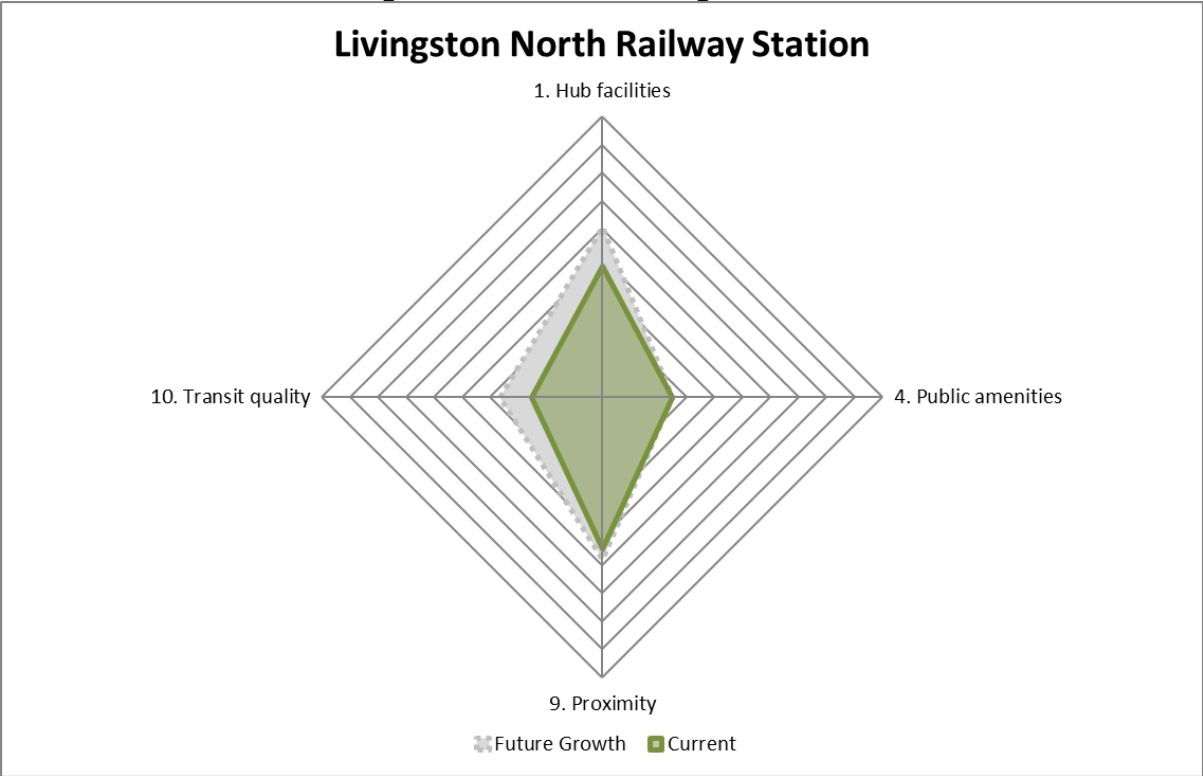 Livingston North Railway Station
1. Hub facilities
10. Transit quality
4. Public amenities
9. Proximity
Future Growth
Current